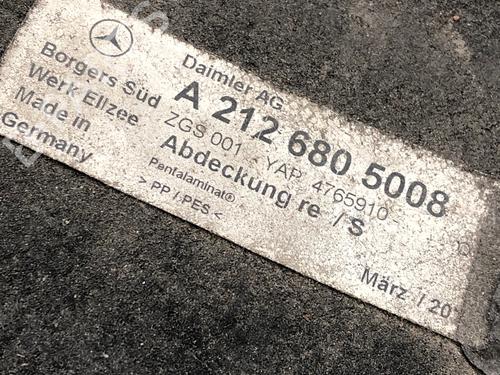 Daimler AG
Borgers Süd
Werk Ellzee
Made in
Germany
A 212 680 5008
ZGS 001 - YAP 4765910 -
Abdeckung re / S
Pentalaminat®
> PP / PES <
März / 20